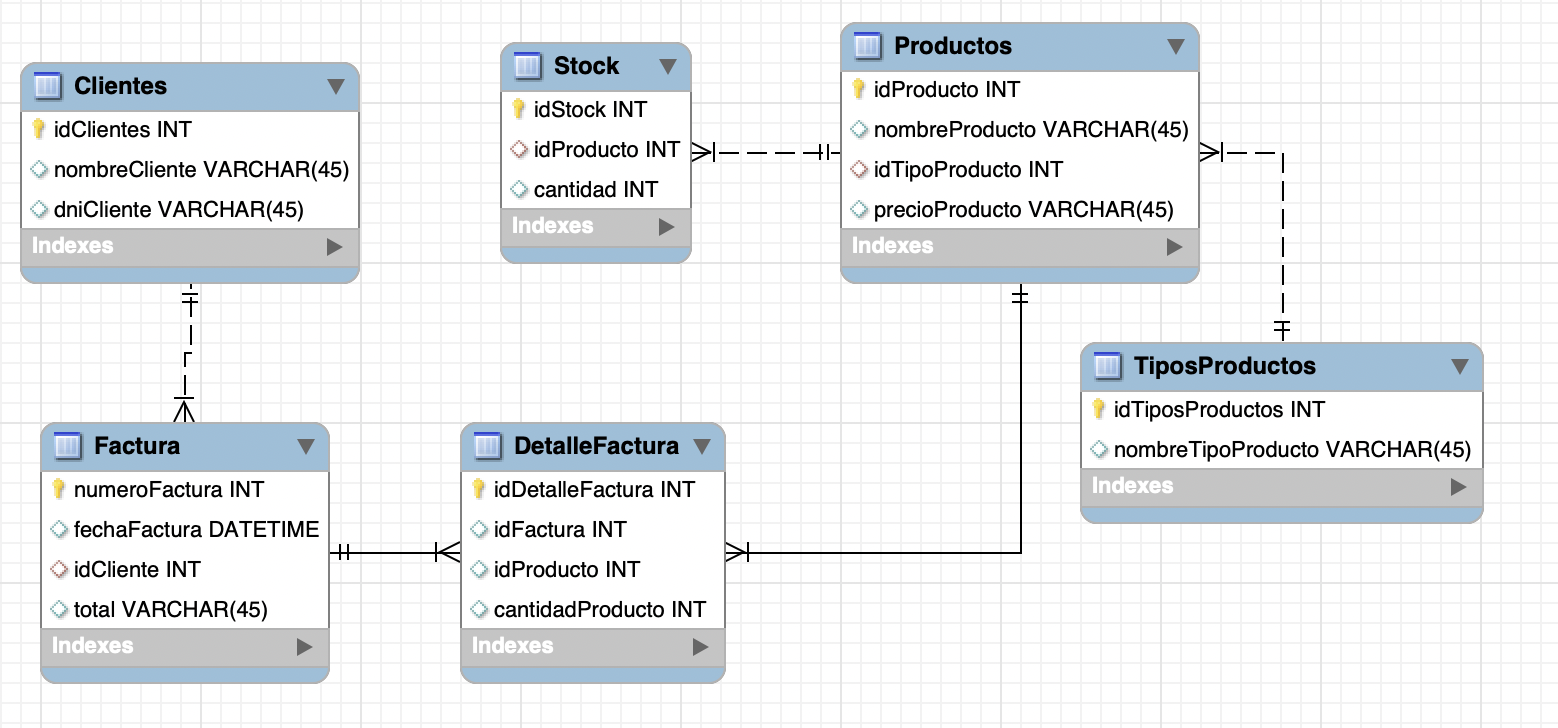 Clientes
idClientes INT
nombreCliente VARCHAR(45)
dniCliente VARCHAR(45)
Indexes
Stock
idStock INT
idProducto INT
cantidad INT
Indexes
Productos
idProducto INT
nombreProducto VARCHAR(45)
idTipoProducto INT
precioProducto VARCHAR(45)
Indexes
TiposProductos
idTiposProductos INT
nombreTipoProducto VARCHAR(45)
Indexes
Factura
numeroFactura INT
fechaFactura DATETIME
idCliente INT
total VARCHAR(45)
Indexes
DetalleFactura
idDetalleFactura INT
idFactura INT
idProducto INT
cantidadProducto INT
Indexes